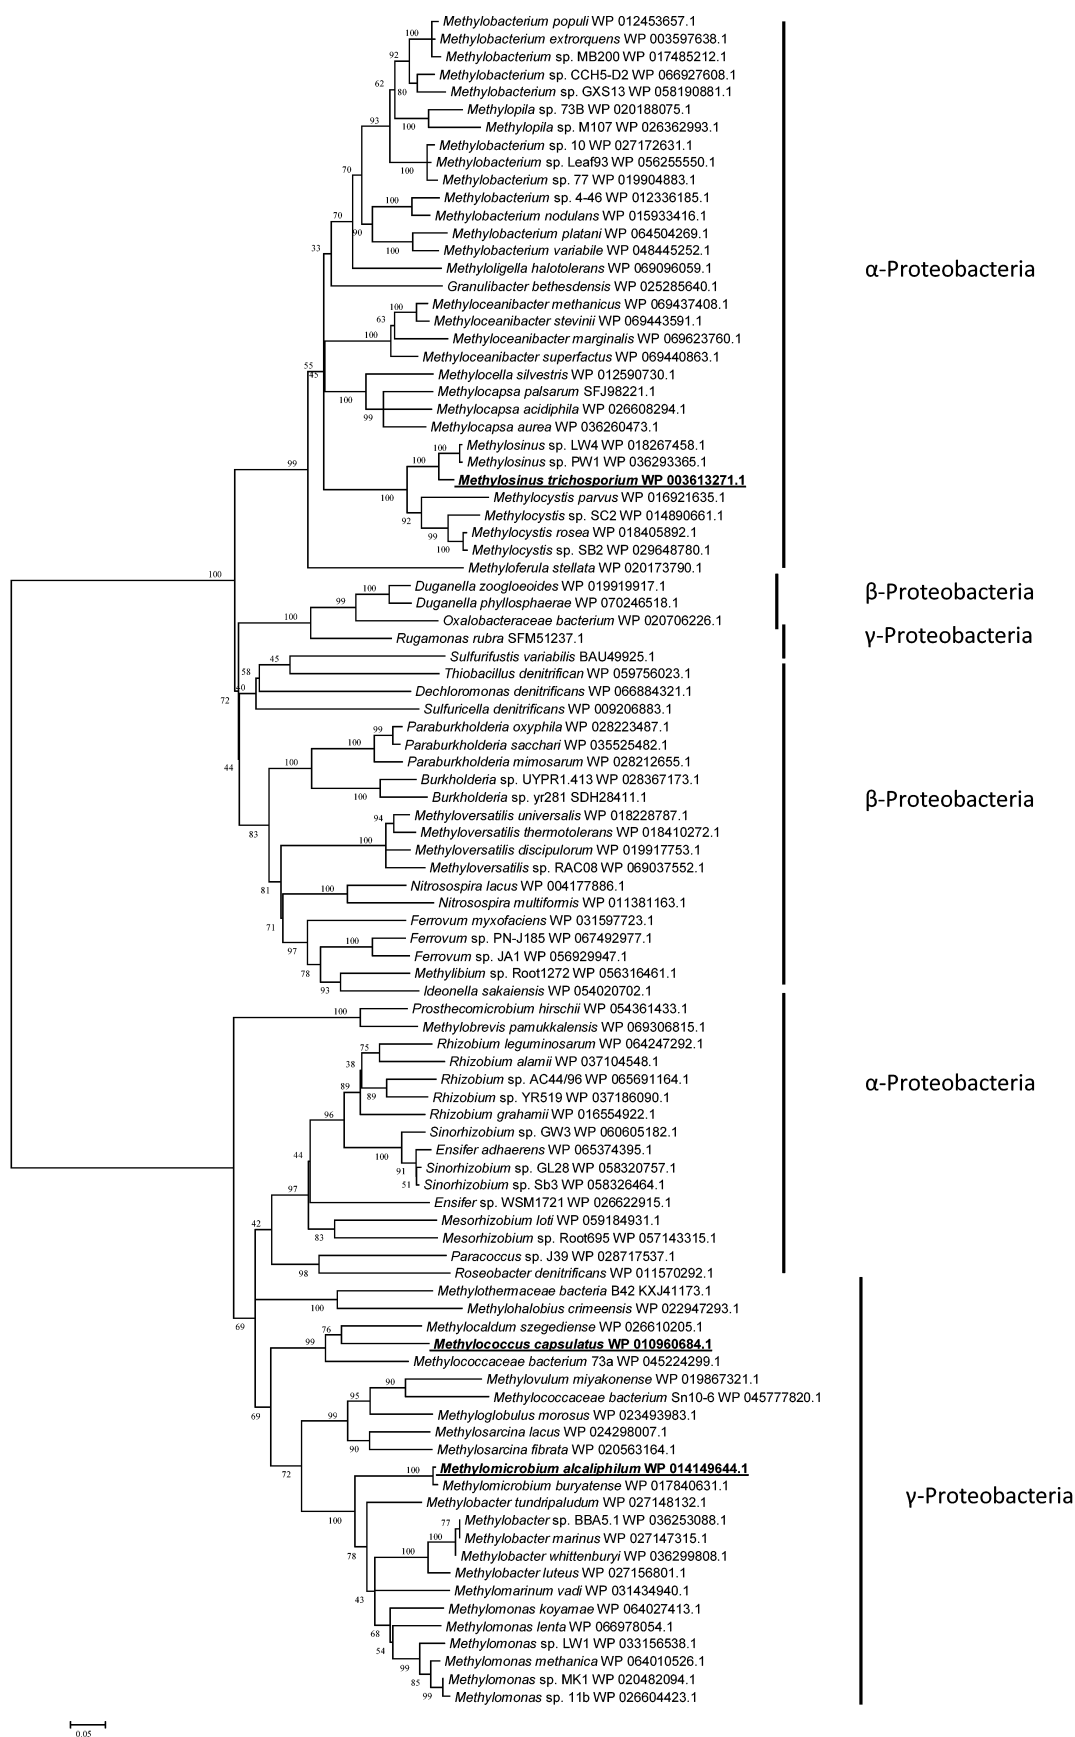 Methylobacterium populi WP 012453657.1
Methylobacterium extrorquens WP 003597638.1
Methylobacterium sp. MB200 WP 017485212.1
Methylobacterium sp. CCH5-D2 WP 066927608.1
Methylobacterium sp. GXS13 WP 058190881.1
Methylopila sp. 73B WP 020188075.1
Methylopila sp. M107 WP 026362993.1
Methylobacterium sp. 10 WP 027172631.1
Methylobacterium sp. Leaf93 WP 056255550.1
Methylobacterium sp. 77 WP 019904883.1
Methylobacterium sp. 4-46 WP 012336185.1
Methylobacterium nodulans WP 015933416.1
Methylobacterium platani WP 064504269.1
Methylobacterium variabile WP 048445252.1
Methyloligella halotolerans WP 069096059.1
Granulibacter bethesdensis WP 025285640.1
Methyloceanibacter methanicus WP 069437408.1
Methyloceanibacter stevinii WP 069443591.1
Methyloceanibacter marginalis WP 069623760.1
Methyloceanibacter superfactus WP 069440863.1
Methylocella silvestris WP 012590730.1
Methylocapsa palsarum SFJ98221.1
Methylocapsa acidiphila WP 026608294.1
Methylocapsa aurea WP 036260473.1
Methylosinus sp. LW4 WP 018267458.1
Methylosinus sp. PW1 WP 036293365.1
Methylosinus trichosporium WP 003613271.1
Methylocystis parvus WP 016921635.1
Methylocystis sp. SC2 WP 014890661.1
Methylocystis rosea WP 018405892.1
Methylocystis sp. SB2 WP 029648780.1
Methyloferula stellata WP 020173790.1
α-Proteobacteria
Duganella zoogloeoides WP 019919917.1
Duganella phyllosphaerae WP 070246518.1
Oxalobacteraceae bacterium WP 020706226.1
β-Proteobacteria
Rugamonas rubra SFM51237.1
γ-Proteobacteria
Sulfurifustis variabilis BAU49925.1
Thiobacillus denitrifican WP 059756023.1
Dechloromonas denitrificans WP 066884321.1
Sulfuricella denitrificans WP 009206883.1
Paraburkholderia oxyphila WP 028223487.1
Paraburkholderia sacchari WP 035525482.1
Paraburkholderia mimosarum WP 028212655.1
Burkholderia sp. UYPR1.413 WP 028367173.1
Burkholderia sp. yr281 SDH28411.1
Methyloversatilis universalis WP 018228787.1
Methyloversatilis thermotolerans WP 018410272.1
Methyloversatilis discipulorum WP 019917753.1
Methyloversatilis sp. RAC08 WP 069037552.1
Nitrosospira lacus WP 004177886.1
Nitrosospira multiformis WP 011381163.1
Ferrovum myxofaciens WP 031597723.1
Ferrovum sp. PN-J185 WP 067492977.1
Ferrovum sp. JA1 WP 056929947.1
Methylibium sp. Root1272 WP 056316461.1
Ideonella sakaiensis WP 054020702.1
β-Proteobacteria
Prosthecomicrobium hirschii WP 054361433.1
Methylobrevis pamukkalensis WP 069306815.1
Rhizobium leguminosarum WP 064247292.1
Rhizobium alamii WP 037104548.1
Rhizobium sp. AC44/96 WP 065691164.1
Rhizobium sp. YR519 WP 037186090.1
Rhizobium grahamii WP 016554922.1
Sinorhizobium sp. GW3 WP 060605182.1
Ensifer adhaerens WP 065374395.1
Sinorhizobium sp. GL28 WP 058320757.1
Sinorhizobium sp. Sb3 WP 058326464.1
Ensifer sp. WSM1721 WP 026622915.1
Mesorhizobium loti WP 059184931.1
Mesorhizobium sp. Root695 WP 057143315.1
Paracoccus sp. J39 WP 028717537.1
Roseobacter denitrificans WP 011570292.1
α-Proteobacteria
Methylothermaceae bacteria B42 KXJ41173.1
Methylohalobius crimeensis WP 022947293.1
Methylocaldum szegediense WP 026610205.1
Methylococcus capsulatus WP 010960684.1
Methylococcaceae bacterium 73a WP 045224299.1
Methylovulum miyakonense WP 019867321.1
Methylococcaceae bacterium Sn10-6 WP 045777820.1
Methyloglobulus morosus WP 023493983.1
Methylosarcina lacus WP 024298007.1
Methylosarcina fibrata WP 020563164.1
Methylomicrobium alcaliphilum WP 014149644.1
Methylomicrobium buryatense WP 017840631.1
Methylobacter tundripaludum WP 027148132.1
Methylobacter sp. BBA5.1 WP 036253088.1
Methylobacter marinus WP 027147315.1
Methylobacter whittenburyi WP 036299808.1
Methylobacter luteus WP 027156801.1
Methylomarinum vadi WP 031434940.1
Methylomonas koyamae WP 064027413.1
Methylomonas lenta WP 066978054.1
Methylomonas sp. LW1 WP 033156538.1
Methylomonas methanica WP 064010526.1
Methylomonas sp. MK1 WP 020482094.1
Methylomonas sp. 11b WP 026604423.1
γ-Proteobacteria
100
92
80
62
100
93
100
70
100
90
100
70
33
100
63
100
55
45
100
99
100
100
100
92
99
100
99
100
100
99
100
45
58
72
44
99
100
100
100
83
94
100
81
100
71
97
100
78
93
100
75
38
89
89
96
100
91
51
44
97
83
42
98
100
69
76
99
90
95
99
90
69
72
100
100
77
100
100
78
43
68
54
99
85
99
0.05